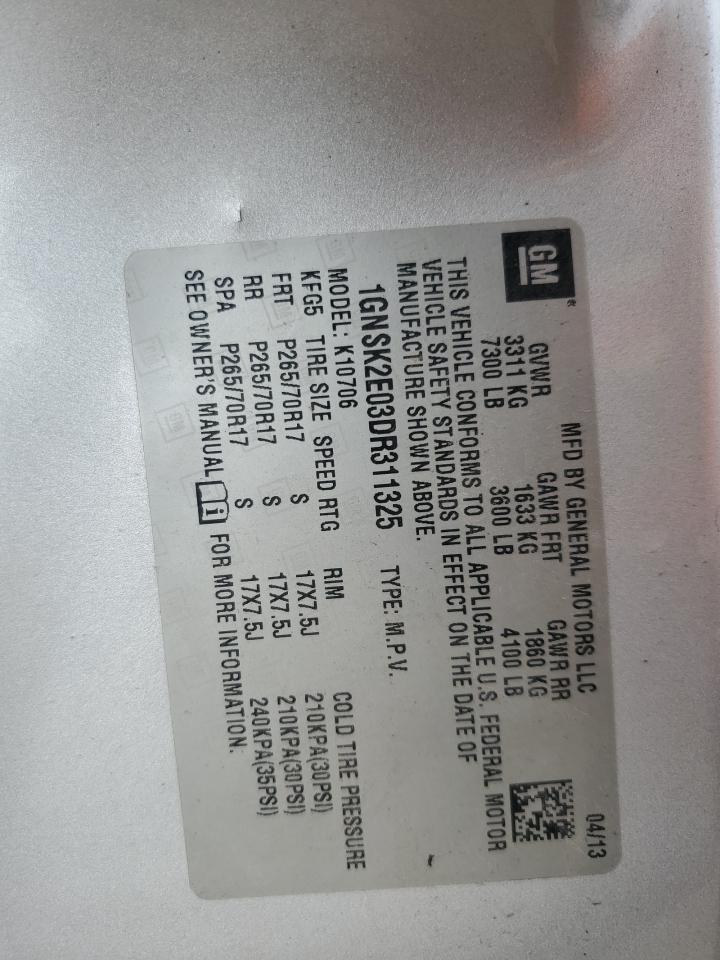 GM®
MFD BY GENERAL MOTORS LLC 04/13
GVWR GAWR FRT GAWR RR
3311 KG 1633 KG 1860 KG
7300 LB 3600 LB 4100 LB
THIS VEHICLE CONFORMS TO ALL APPLICABLE U.S. FEDERAL MOTOR
VEHICLE SAFETY STANDARDS IN EFFECT ON THE DATE OF
MANUFACTURE SHOWN ABOVE.
1GNSK2E03DR311325 TYPE: M.P.V.
MODEL: K10706
KFG5 TIRE SIZE SPEED RTG RIM COLD TIRE PRESSURE
FRT P265/70R17 S 17X7.5J 210KPA(30PSI)
RR P265/70R17 S 17X7.5J 210KPA(30PSI)
SPA P265/70R17 S 17X7.5J 240KPA(35PSI)
SEE OWNER'S MANUAL i FOR MORE INFORMATION.